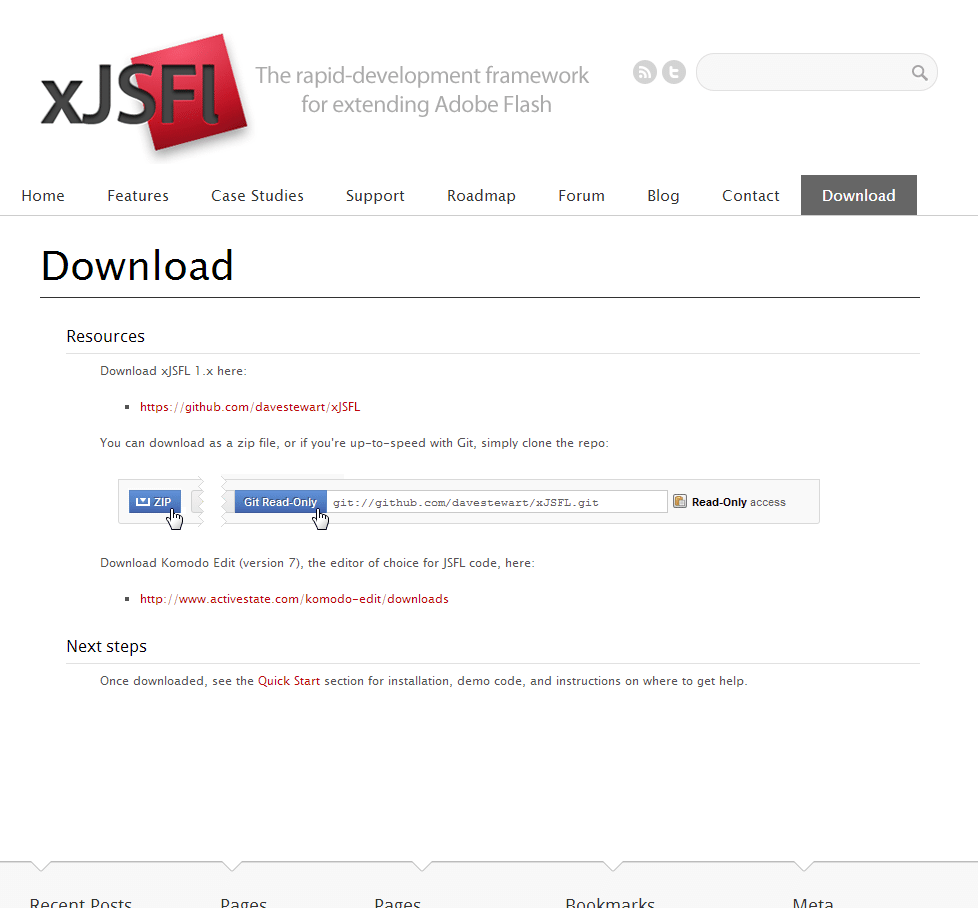 xJSFL
The rapid-development framework
for extending Adobe Flash
Home Features Case Studies Support Roadmap Forum Blog Contact Download
Download
Resources
Download xJSFL 1.x here:
https://github.com/davestewart/xJSFL
You can download as a zip file, or if you're up-to-speed with Git, simply clone the repo:
ZIP Git Read-Only git://github.com/davestewart/xJSFL.git Read-Only access
Download Komodo Edit (version 7), the editor of choice for JSFL code, here:
http://www.activestate.com/komodo-edit/downloads
Next steps
Once downloaded, see the Quick Start section for installation, demo code, and instructions on where to get help.
Recent Posts Pages Pages Bookmarks Meta